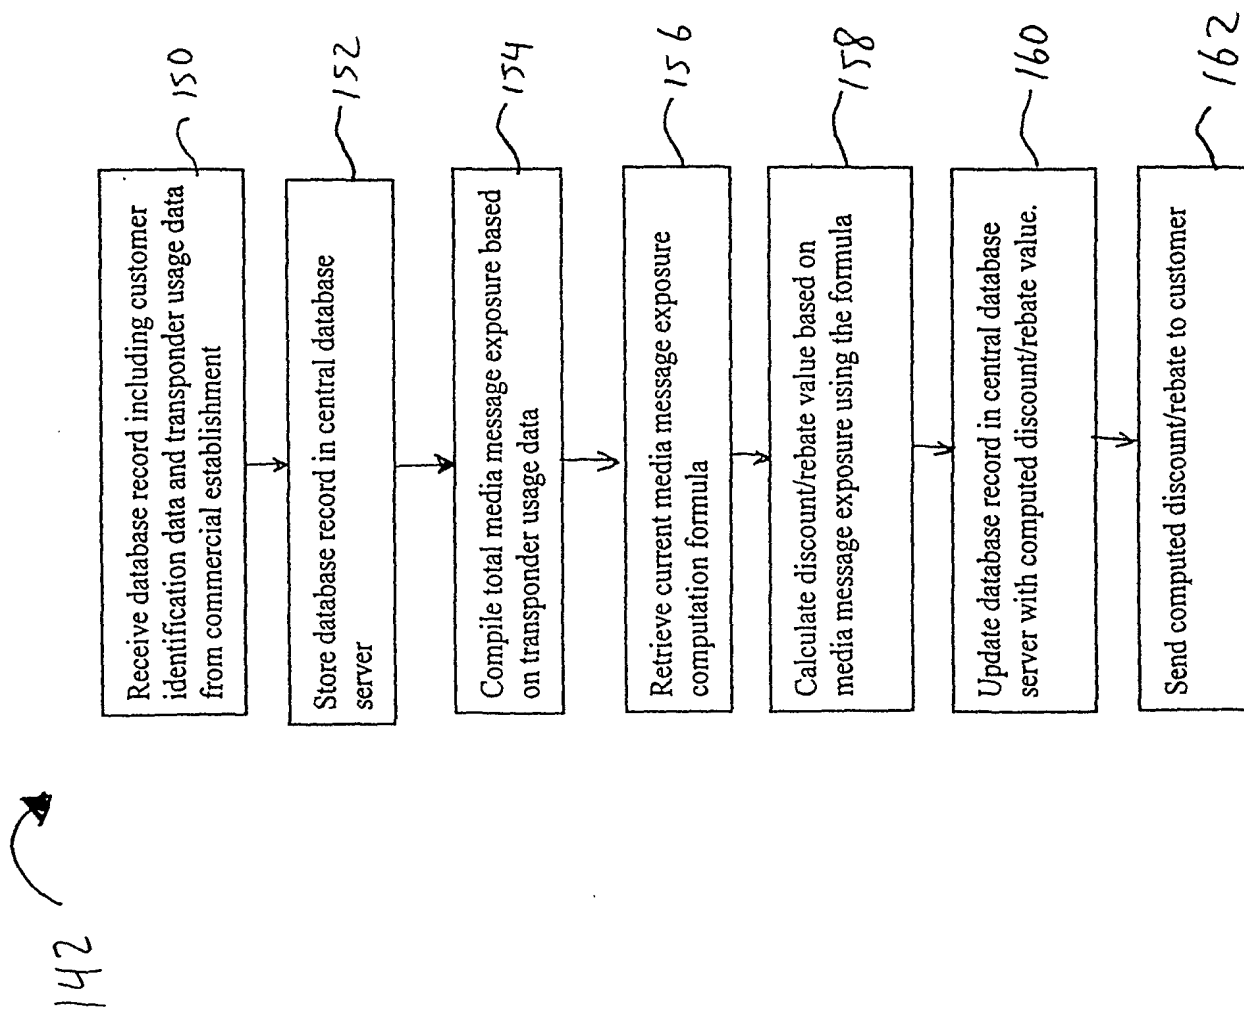 142
Receive database record including customer
identification data and transponder usage data
from commercial establishment
150
Store database record in central database
server
152
Compile total media message exposure based
on transponder usage data
154
Retrieve current media message exposure
computation formula
156
Calculate discount/rebate value based on
media message exposure using the formula
158
Update database record in central database
server with computed discount/rebate value.
160
Send computed discount/rebate to customer
162